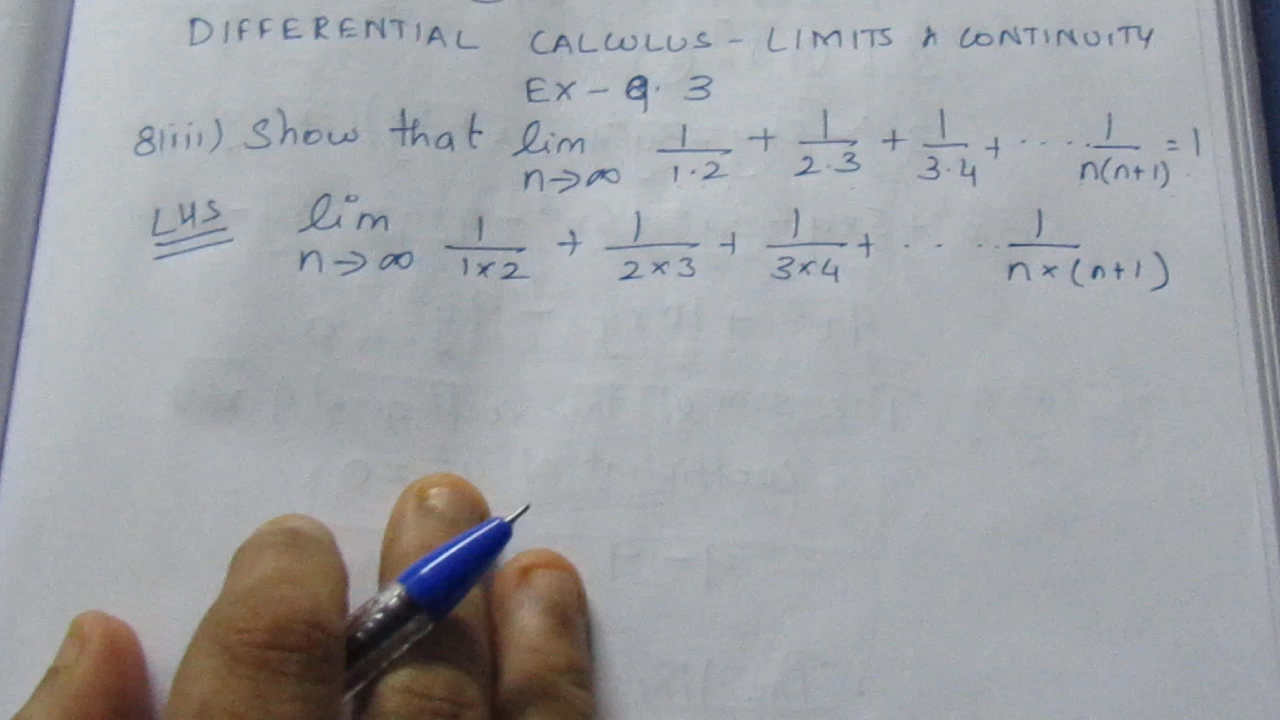 DIFFERENTIAL CALCULUS - LIMITS & CONTINUITY
EX - 9.3
8)iii) Show that lim n→∞ 1/1·2 + 1/2·3 + 1/3·4 + ····· 1/n(n+1) = 1
LHS lim n→∞ 1/1×2 + 1/2×3 + 1/3×4 + ···· 1/n×(n+1)